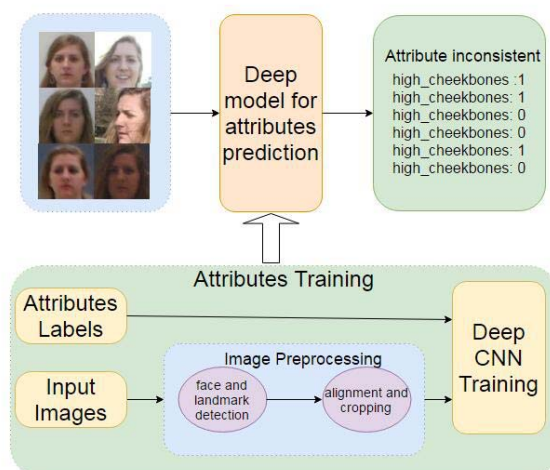 Deep
model for
attributes
prediction
Attribute inconsistent
high_cheekbones :1
high_cheekbones: 1
high_cheekbones: 0
high_cheekbones: 0
high_cheekbones: 1
high_cheekbones: 0
Attributes Training
Attributes
Labels
Input
Images
Image Preprocessing
face and
landmark
detection
alignment and
cropping
Deep
CNN
Training